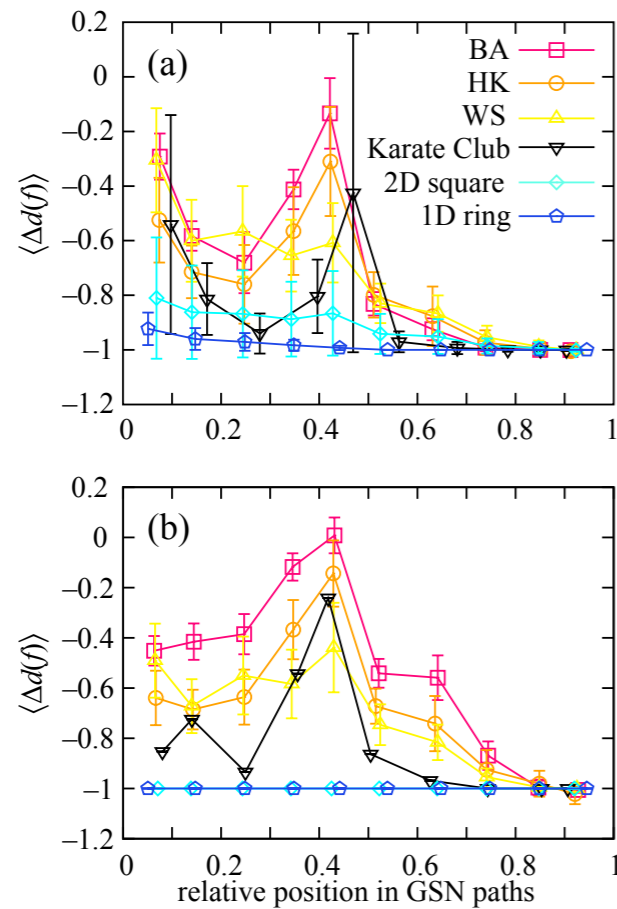 0.2
(a)
BA
0
HK
−0.2
WS
Karate Club
−0.4
2D square
−0.6
1D ring
⟨Δd(f)⟩
−0.8
−1
−1.2
0 0.2 0.4 0.6 0.8 1
0.2
(b)
0
−0.2
−0.4
⟨Δd(f)⟩
−0.6
−0.8
−1
−1.2
0 0.2 0.4 0.6 0.8 1
relative position in GSN paths